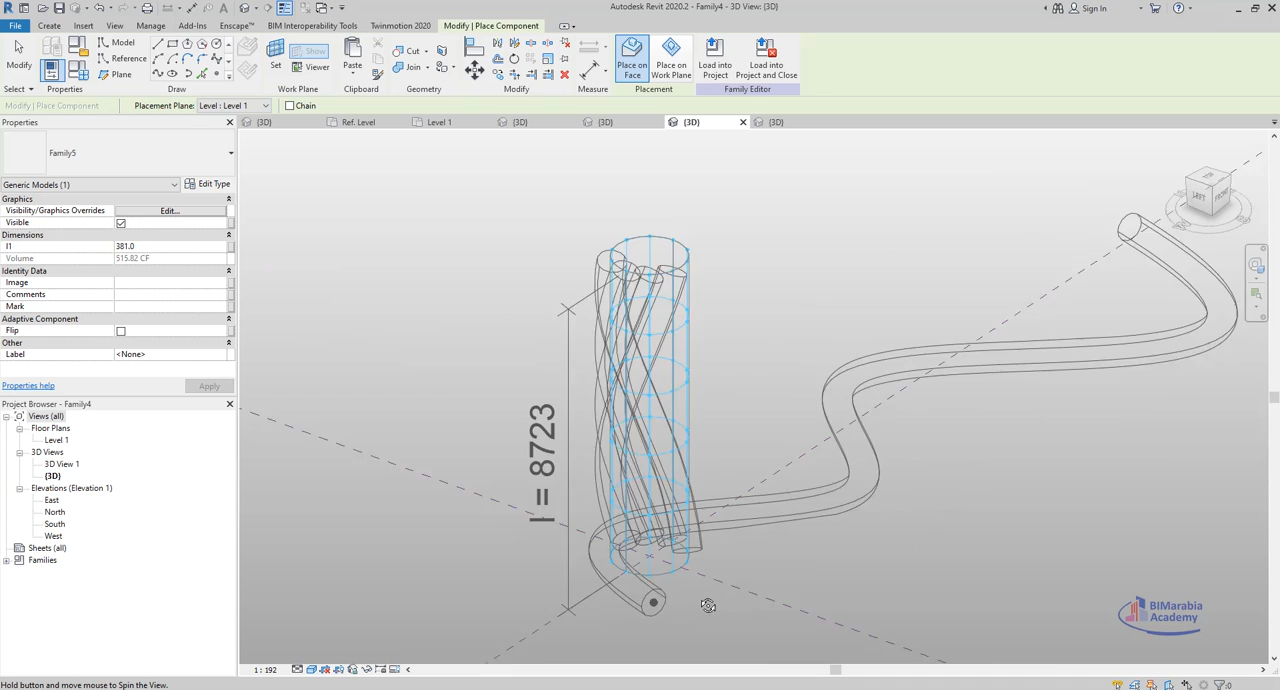 Autodesk Revit 2020.2 - Family4 - 3D View: {3D}
Sign In
File Create Insert View Manage Add-Ins Enscape™ BIM Interoperability Tools Twinmotion 2020 Modify | Place Component
Modify
Model
Reference
Plane
Set
Show
Viewer
Paste
Cut
Join
Place on Face
Place on Work Plane
Load into Project
Load into Project and Close
Select Properties Draw Work Plane Clipboard Geometry Modify Measure Placement Family Editor
Modify | Place Component Placement Plane: Level : Level 1 Chain
Properties
{3D} Ref. Level Level 1 {3D} {3D} {3D} {3D}
Family5
Generic Models (1) Edit Type
Graphics
Visibility/Graphics Overrides Edit...
Visible
Dimensions
l1 381.0
Volume 515.82 CF
Identity Data
Image
Comments
Mark
Adaptive Component
Flip
Other
Label <None>
Properties help Apply
Project Browser - Family4
Views (all)
Floor Plans
Level 1
3D Views
3D View 1
{3D}
Elevations (Elevation 1)
East
North
South
West
Sheets (all)
Families
l = 8723
LEFT
FRONT
BIMarabia
Academy
1 : 192
Hold button and move mouse to Spin the View.
:0